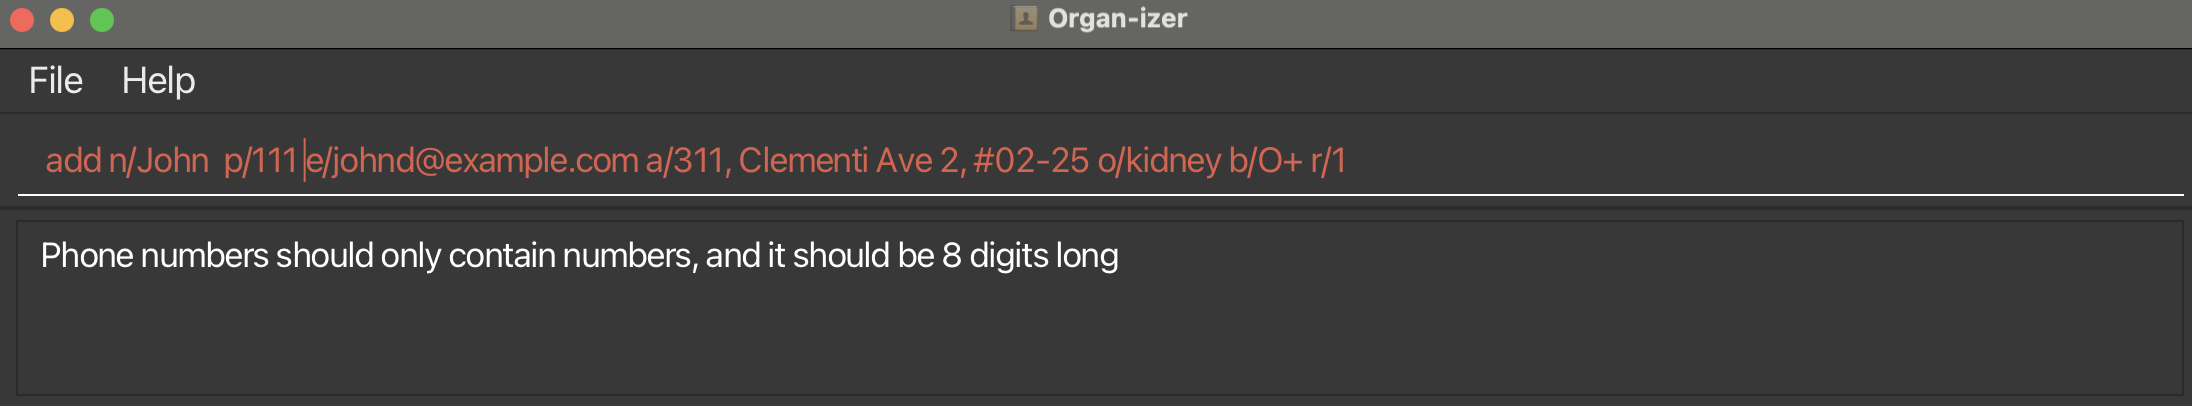 Organ-izer
File Help
add n/John  p/111 e/johnd@example.com a/311, Clementi Ave 2, #02-25 o/kidney b/O+ r/1
Phone numbers should only contain numbers, and it should be 8 digits long